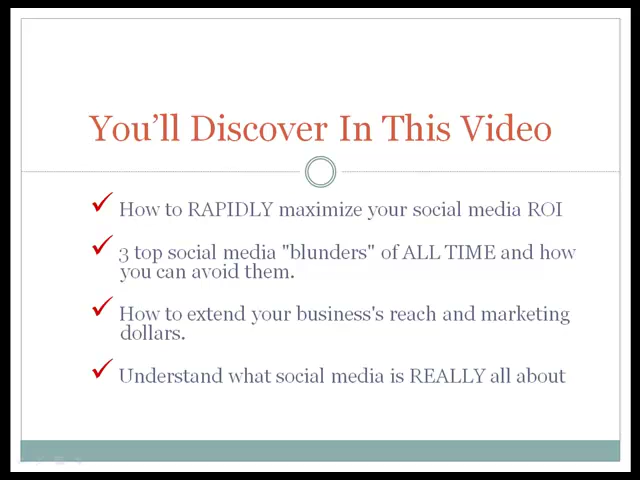 You’ll Discover In This Video
How to RAPIDLY maximize your social media ROI
3 top social media "blunders" of ALL TIME and how
you can avoid them.
How to extend your business's reach and marketing
dollars.
Understand what social media is REALLY all about